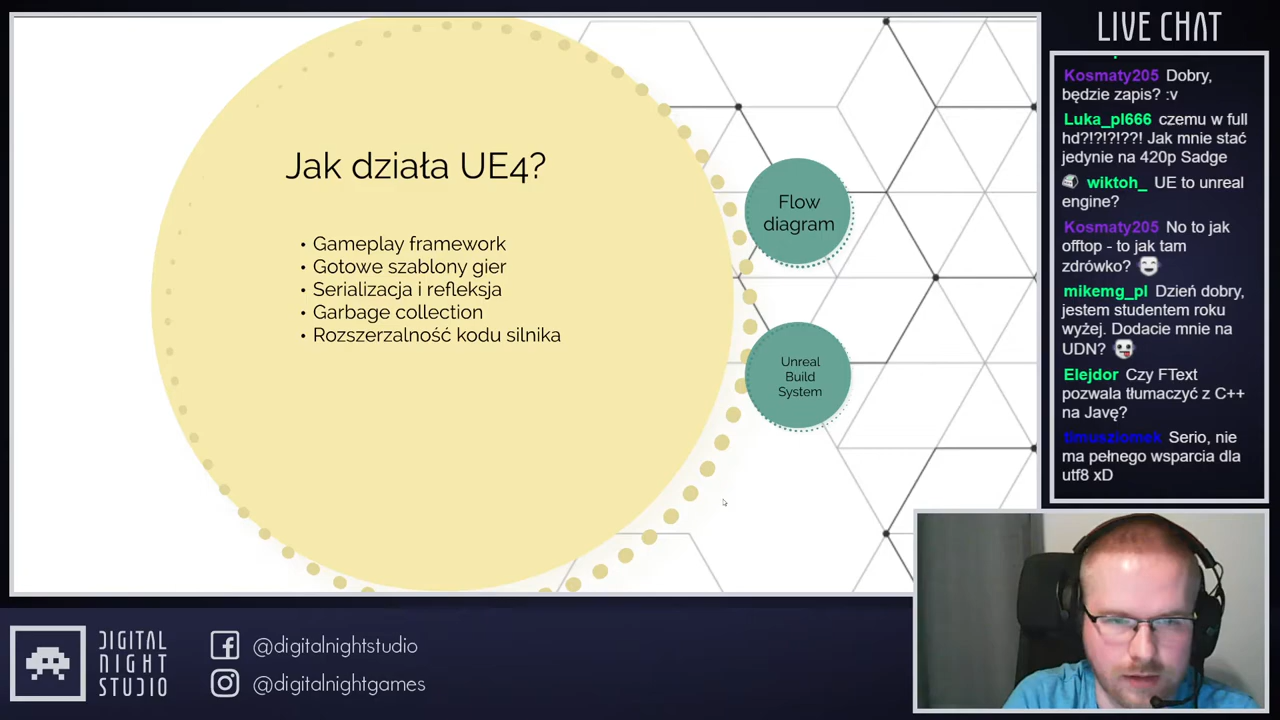 Jak działa UE4?
• Gameplay framework
• Gotowe szablony gier
• Serializacja i refleksja
• Garbage collection
• Rozszerzalność kodu silnika
Flow
diagram
Unreal
Build
System
LIVE CHAT
Kosmaty205 Dobry,
będzie zapis? :v
Luka_pl666 czemu w full
hd?!?!?!??! Jak mnie stać
jedynie na 420p Sadge
wiktoh_ UE to unreal
engine?
Kosmaty205 No to jak
offtop - to jak tam
zdrówko?
mikemg_pl Dzień dobry,
jestem studentem roku
wyżej. Dodacie mnie na
UDN?
Elejdor Czy FText
pozwala tłumaczyć z C++
na Javę?
timusziomek Serio, nie
ma pełnego wsparcia dla
utf8 xD
DIGITAL
NIGHT
STUDIO
@digitalnightstudio
@digitalnightgames